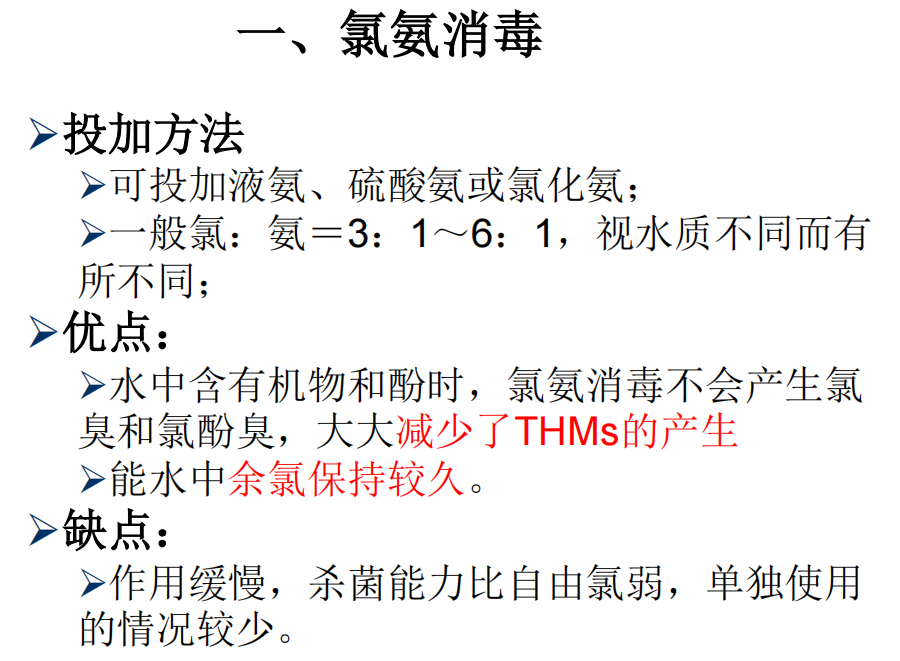 一、氯氨消毒
➢投加方法
➢可投加液氨、硫酸氨或氯化氨；
➢一般氯：氨＝3：1～6：1，视水质不同而有
所不同；
➢优点：
➢水中含有机物和酚时，氯氨消毒不会产生氯
臭和氯酚臭，大大减少了THMs的产生
➢能水中余氯保持较久。
➢缺点：
➢作用缓慢，杀菌能力比自由氯弱，单独使用
的情况较少。